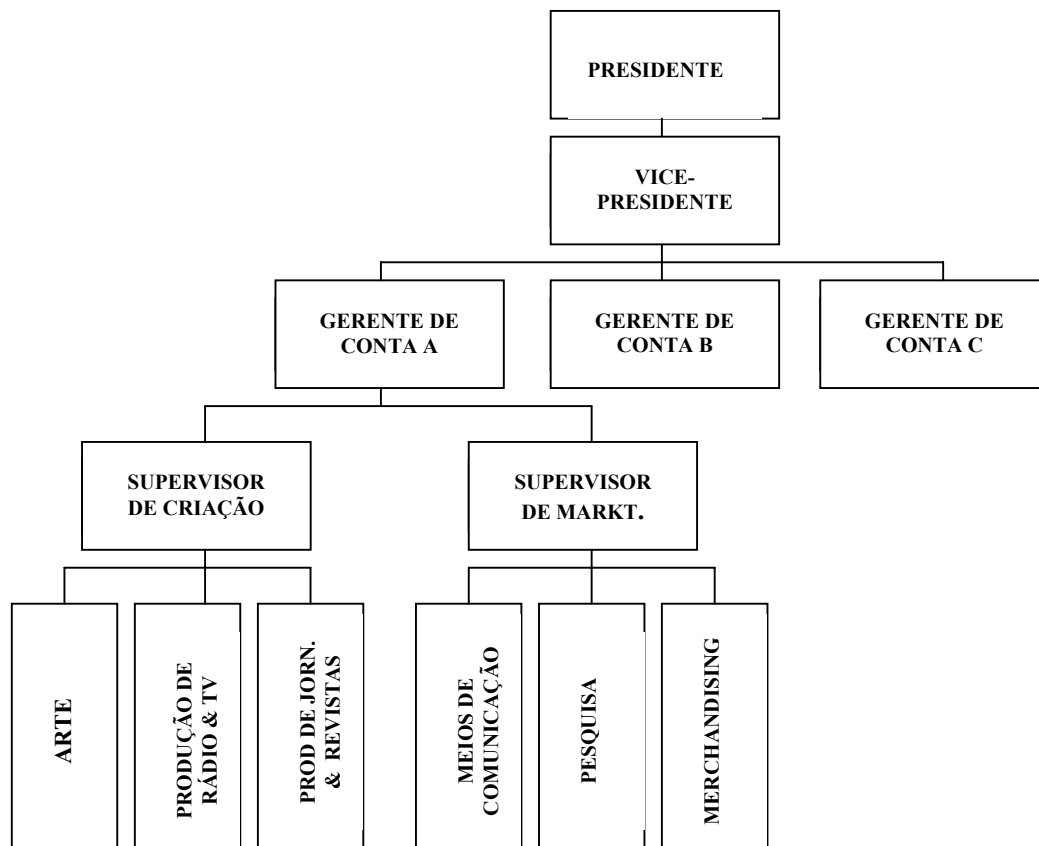 PRESIDENTE
VICE-
PRESIDENTE
GERENTE DE
CONTA A
GERENTE DE
CONTA B
GERENTE DE
CONTA C
SUPERVISOR
DE CRIAÇÃO
SUPERVISOR
DE MARKT.
ARTE
PRODUÇÃO DE
RÁDIO & TV
PROD DE JORN.
& REVISTAS
MEIOS DE
COMUNICAÇÃO
PESQUISA
MERCHANDISING